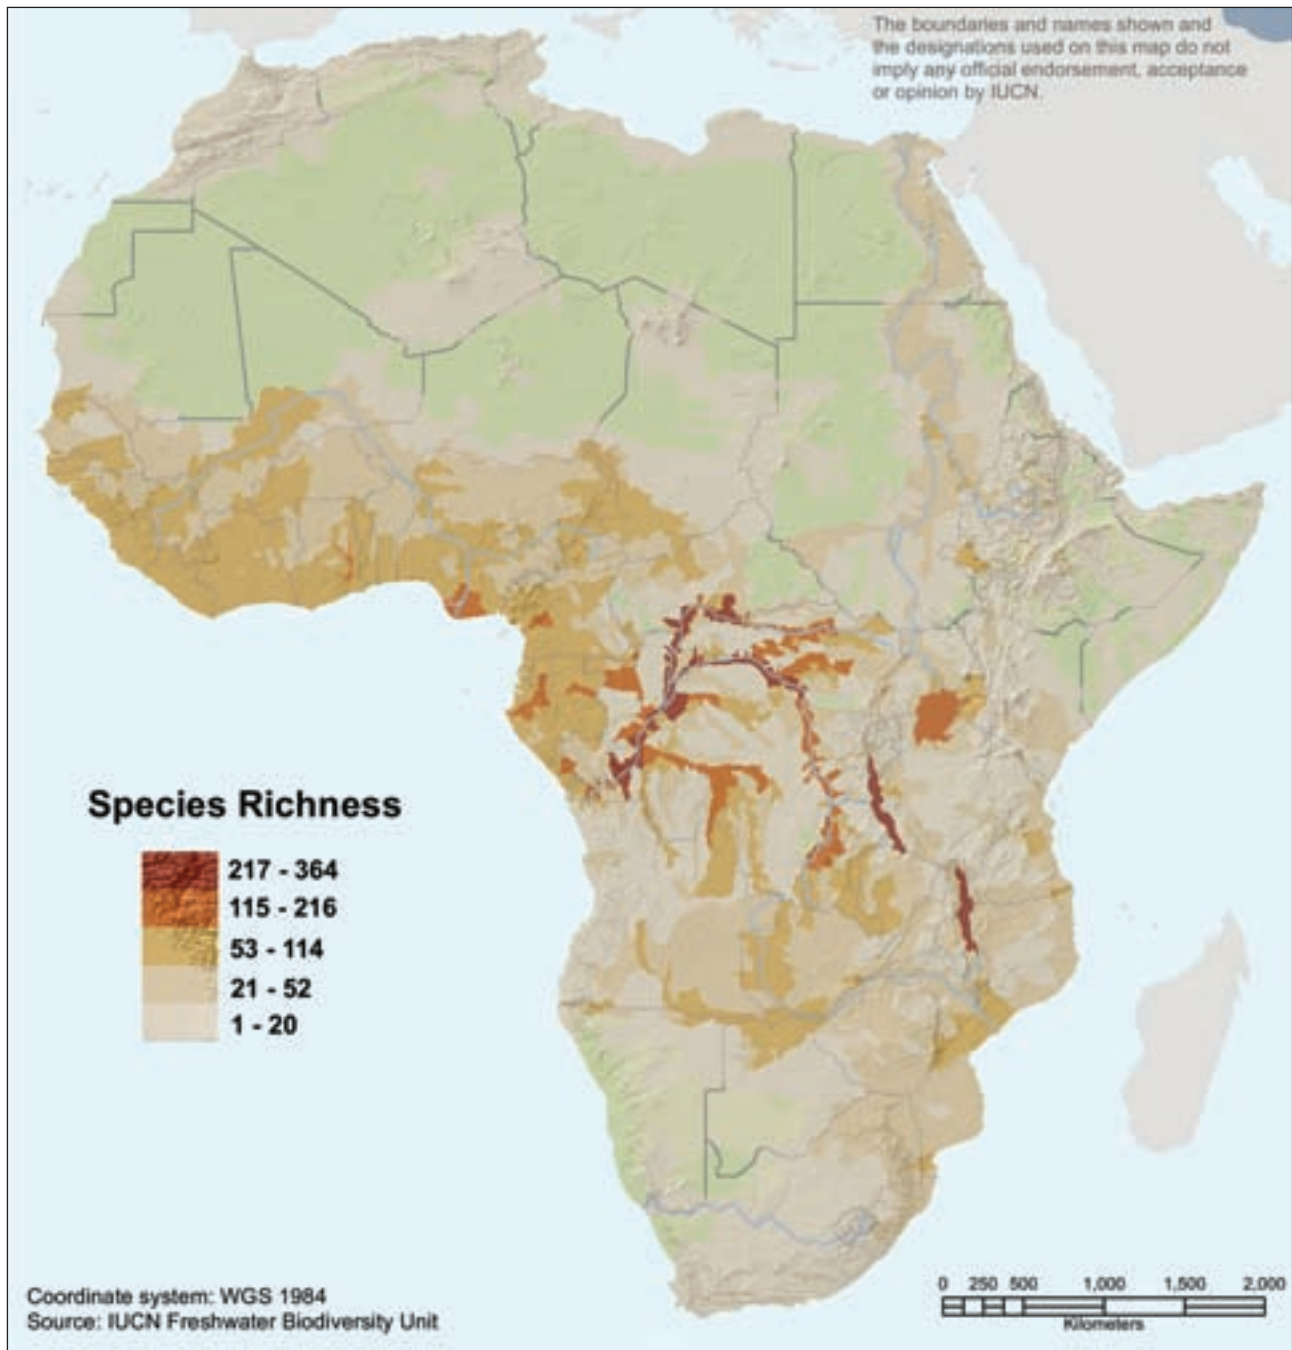 The boundaries and names shown and
the designations used on this map do not
imply any official endorsement, acceptance
or opinion by IUCN.
Species Richness
217 - 364
115 - 216
53 - 114
21 - 52
1 - 20
0 250 500 1,000 1,500 2,000
Kilometers
Coordinate system: WGS 1984
Source: IUCN Freshwater Biodiversity Unit